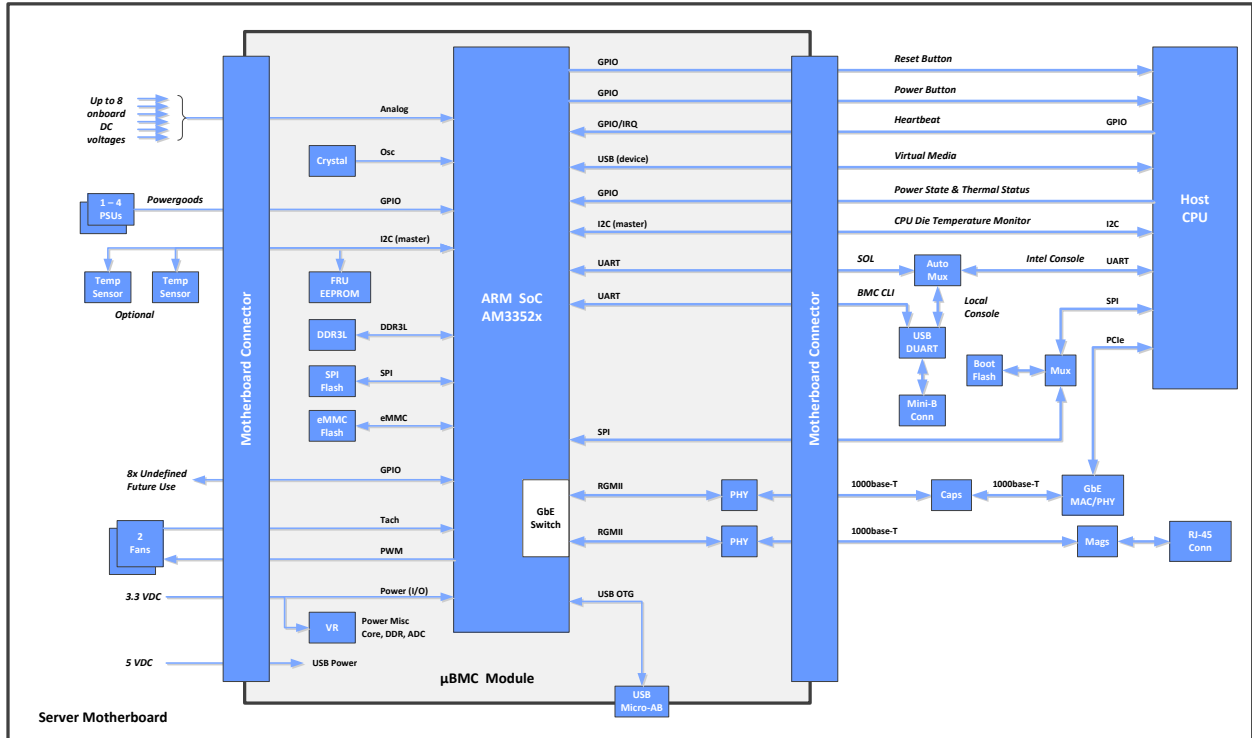 GPIO
Reset Button
Up to 8
onboard
DC
voltages
Analog
GPIO
Power Button
GPIO/IRQ
Heartbeat
GPIO
Crystal
Osc
USB (device)
Virtual Media
1 – 4
PSUs
Powergoods
GPIO
GPIO
Power State & Thermal Status
Host
CPU
I2C (master)
I2C (master)
CPU Die Temperature Monitor
I2C
Temp
Sensor
Temp
Sensor
Optional
FRU
EEPROM
Motherboard Connector
ARM SoC
AM3352x
Motherboard Connector
UART
SOL
Auto
Mux
Intel Console
UART
UART
BMC CLI
Local
Console
SPI
DDR3L
DDR3L
USB
DUART
PCIe
SPI
Flash
SPI
Boot
Flash
Mux
eMMC
Flash
eMMC
Mini-B
Conn
SPI
8x Undefined
Future Use
GPIO
GbE
Switch
RGMII
PHY
1000base-T
Caps
1000base-T
GbE
MAC/PHY
2
Fans
Tach
PWM
RGMII
PHY
1000base-T
Mags
RJ-45
Conn
3.3 VDC
Power (I/O)
USB OTG
VR
Power Misc
Core, DDR, ADC
5 VDC
USB Power
µBMC Module
USB
Micro-AB
Server Motherboard